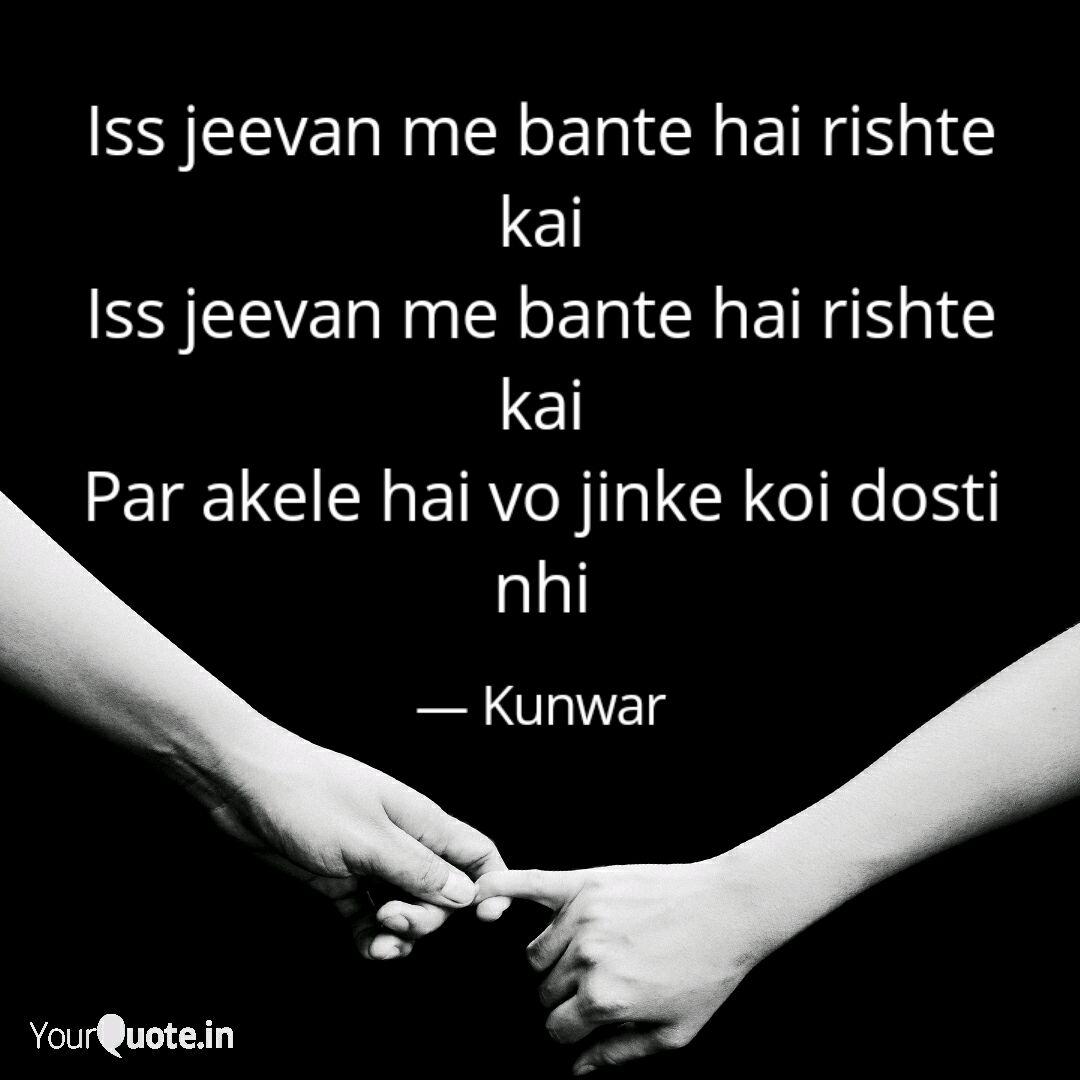 Iss jeevan me bante hai rishte
kai
Iss jeevan me bante hai rishte
kai
Par akele hai vo jinke koi dosti
nhi
— Kunwar
YourQuote.in